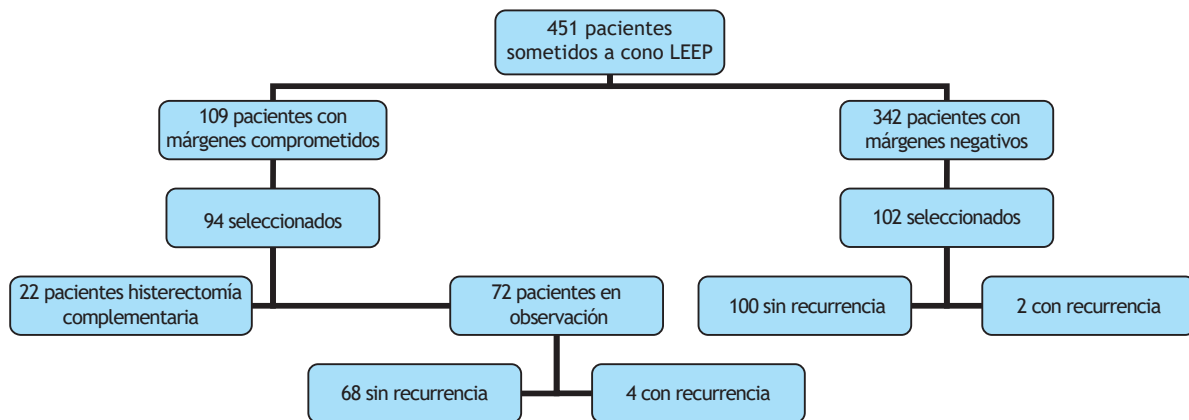 451 pacientes
sometidos a cono LEEP
109 pacientes con
márgenes comprometidos
342 pacientes con
márgenes negativos
94 seleccionados
102 seleccionados
22 pacientes histerectomía
complementaria
72 pacientes en
observación
100 sin recurrencia
2 con recurrencia
68 sin recurrencia
4 con recurrencia